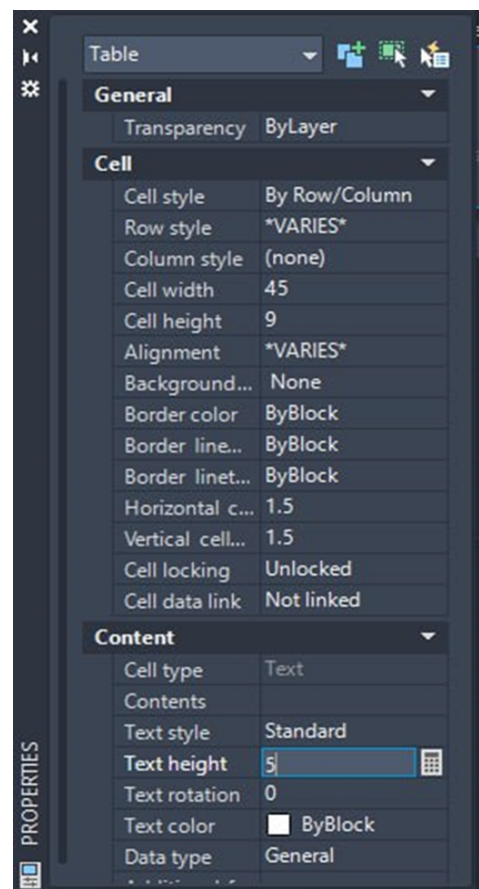 Table
General
Transparency ByLayer
Cell
Cell style By Row/Column
Row style *VARIES*
Column style (none)
Cell width 45
Cell height 9
Alignment *VARIES*
Background... None
Border color ByBlock
Border line... ByBlock
Border linet... ByBlock
Horizontal c... 1.5
Vertical cell... 1.5
Cell locking Unlocked
Cell data link Not linked
Content
Cell type Text
Contents
Text style Standard
Text height 5
Text rotation 0
Text color ByBlock
Data type General
PROPERTIES